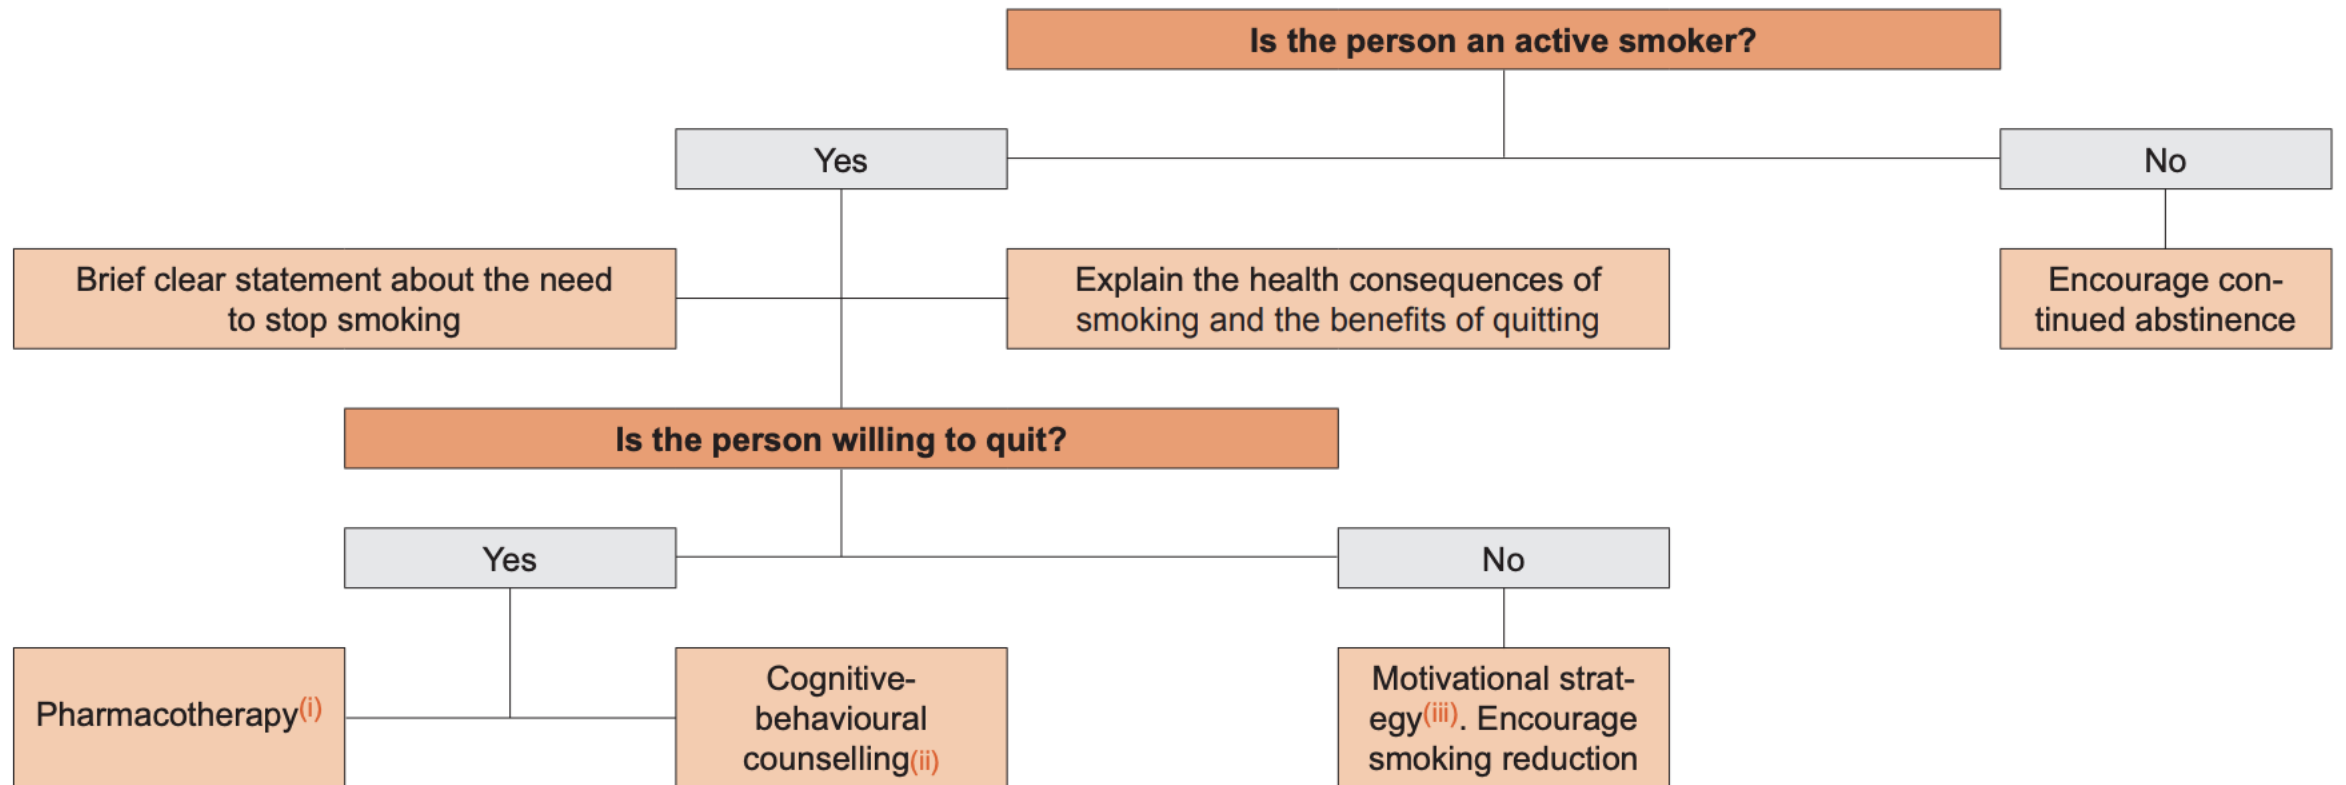 Is the person an active smoker?
Yes
No
Brief clear statement about the need
to stop smoking
Explain the health consequences of
smoking and the benefits of quitting
Encourage con-
tinued abstinence
Is the person willing to quit?
Yes
No
Pharmacotherapy(i)
Cognitive-
behavioural
counselling(ii)
Motivational strat-
egy(iii). Encourage
smoking reduction